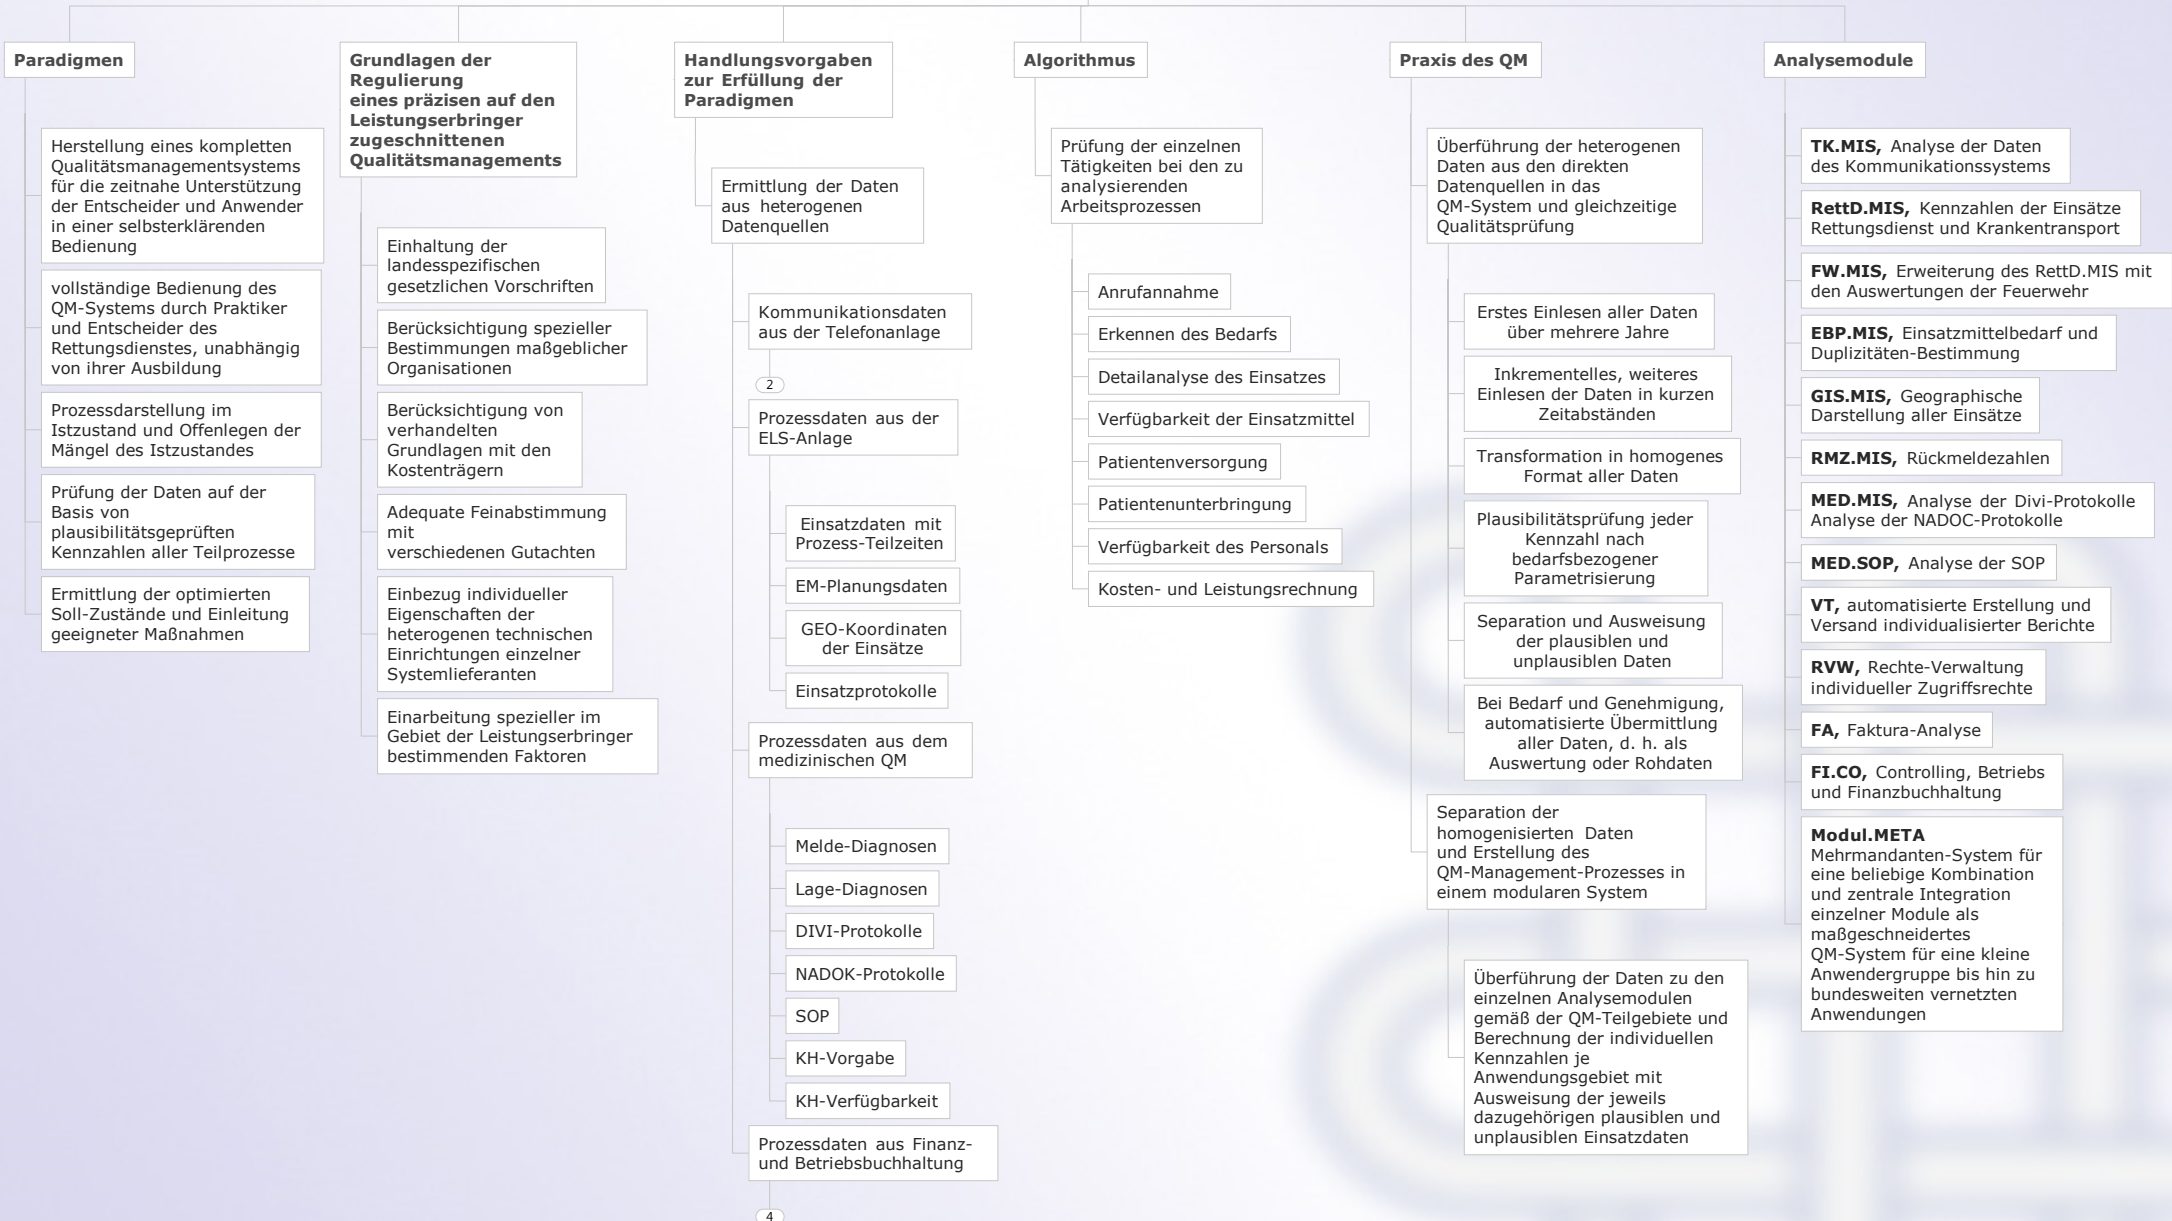 Paradigmen
Herstellung eines kompletten
Qualitätsmanagementsystems
für die zeitnahe Unterstützung
der Entscheider und Anwender
in einer selbsterklärenden
Bedienung
vollständige Bedienung des
QM-Systems durch Praktiker
und Entscheider des
Rettungsdienstes, unabhängig
von ihrer Ausbildung
Prozessdarstellung im
Istzustand und Offenlegen der
Mängel des Istzustandes
Prüfung der Daten auf der
Basis von
plausibilitätsgeprüften
Kennzahlen aller Teilprozesse
Ermittlung der optimierten
Soll-Zustände und Einleitung
geeigneter Maßnahmen
Grundlagen der
Regulierung
eines präzisen auf den
Leistungserbringer
zugeschnittenen
Qualitätsmanagements
Einhaltung der
landesspezifischen
gesetzlichen Vorschriften
Berücksichtigung spezieller
Bestimmungen maßgeblicher
Organisationen
Berücksichtigung von
verhandelten
Grundlagen mit den
Kostenträgern
Adequate Feinabstimmung
mit
verschiedenen Gutachten
Einbezug individueller
Eigenschaften der
heterogenen technischen
Einrichtungen einzelner
Systemlieferanten
Einarbeitung spezieller im
Gebiet der Leistungserbringer
bestimmenden Faktoren
Handlungsvorgaben
zur Erfüllung der
Paradigmen
Ermittlung der Daten
aus heterogenen
Datenquellen
Kommunikationsdaten
aus der Telefonanlage
2
Prozessdaten aus der
ELS-Anlage
Einsatzdaten mit
Prozess-Teilzeiten
EM-Planungsdaten
GEO-Koordinaten
der Einsätze
Einsatzprotokolle
Prozessdaten aus dem
medizinischen QM
Melde-Diagnosen
Lage-Diagnosen
DIVI-Protokolle
NADOK-Protokolle
SOP
KH-Vorgabe
KH-Verfügbarkeit
Prozessdaten aus Finanz-
und Betriebsbuchhaltung
4
Algorithmus
Prüfung der einzelnen
Tätigkeiten bei den zu
analysierenden
Arbeitsprozessen
Anrufannahme
Erkennen des Bedarfs
Detailanalyse des Einsatzes
Verfügbarkeit der Einsatzmittel
Patientenversorgung
Patientenunterbringung
Verfügbarkeit des Personals
Kosten- und Leistungsrechnung
Praxis des QM
Überführung der heterogenen
Daten aus den direkten
Datenquellen in das
QM-System und gleichzeitige
Qualitätsprüfung
Erstes Einlesen aller Daten
über mehrere Jahre
Inkrementelles, weiteres
Einlesen der Daten in kurzen
Zeitabständen
Transformation in homogenes
Format aller Daten
Plausibilitätsprüfung jeder
Kennzahl nach
bedarfsbezogener
Parametrisierung
Separation und Ausweisung
der plausiblen und
unplausiblen Daten
Bei Bedarf und Genehmigung,
automatisierte Übermittlung
aller Daten, d. h. als
Auswertung oder Rohdaten
Separation der
homogenisierten Daten
und Erstellung des
QM-Management-Prozesses in
einem modularen System
Überführung der Daten zu den
einzelnen Analysemodulen
gemäß der QM-Teilgebiete und
Berechnung der individuellen
Kennzahlen je
Anwendungsgebiet mit
Ausweisung der jeweils
dazugehörigen plausiblen und
unplausiblen Einsatzdaten
Analysemodule
TK.MIS, Analyse der Daten
des Kommunikationssystems
RettD.MIS, Kennzahlen der Einsätze
Rettungsdienst und Krankentransport
FW.MIS, Erweiterung des RettD.MIS mit
den Auswertungen der Feuerwehr
EBP.MIS, Einsatzmittelbedarf und
Duplizitäten-Bestimmung
GIS.MIS, Geographische
Darstellung aller Einsätze
RMZ.MIS, Rückmeldezahlen
MED.MIS, Analyse der Divi-Protokolle
Analyse der NADOC-Protokolle
MED.SOP, Analyse der SOP
VT, automatisierte Erstellung und
Versand individualisierter Berichte
RVW, Rechte-Verwaltung
individueller Zugriffsrechte
FA, Faktura-Analyse
FI.CO, Controlling, Betriebs
und Finanzbuchhaltung
Modul.META
Mehrmandanten-System für
eine beliebige Kombination
und zentrale Integration
einzelner Module als
maßgeschneidertes
QM-System für eine kleine
Anwendergruppe bis hin zu
bundesweiten vernetzten
Anwendungen